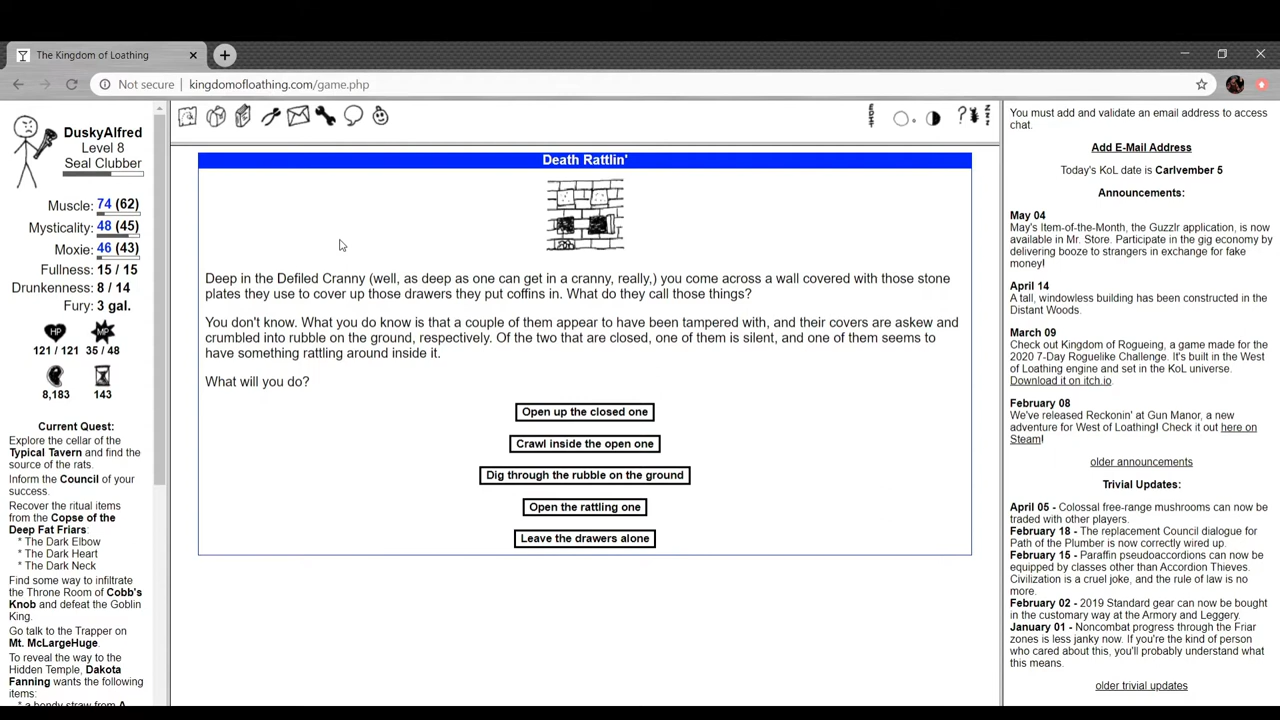 The Kingdom of Loathing
Not secure
kingdomofloathing.com/game.php
DuskyAlfred
Level 8
Seal Clubber
Muscle: 74 (62)
Mysticality: 48 (45)
Moxie: 46 (43)
Fullness: 15 / 15
Drunkenness: 8 / 14
Fury: 3 gal.
HP MP
121 / 121 35 / 48
8,183 143
Current Quest:
Explore the cellar of the
Typical Tavern and find the
source of the rats.
Inform the Council of your
success.
Recover the ritual items
from the Copse of the
Deep Fat Friars:
* The Dark Elbow
* The Dark Heart
* The Dark Neck
Find some way to infiltrate
the Throne Room of Cobb's
Knob and defeat the Goblin
King.
Go talk to the Trapper on
Mt. McLargeHuge.
To reveal the way to the
Hidden Temple, Dakota
Fanning wants the following
items:
* a bendy straw from A
EDIT
?
ZZZ
Death Rattlin'
Deep in the Defiled Cranny (well, as deep as one can get in a cranny, really,) you come across a wall covered with those stone
plates they use to cover up those drawers they put coffins in. What do they call those things?
You don't know. What you do know is that a couple of them appear to have been tampered with, and their covers are askew and
crumbled into rubble on the ground, respectively. Of the two that are closed, one of them is silent, and one of them seems to
have something rattling around inside it.
What will you do?
Open up the closed one
Crawl inside the open one
Dig through the rubble on the ground
Open the rattling one
Leave the drawers alone
You must add and validate an email address to access
chat.
Add E-Mail Address
Today's KoL date is Carlvember 5
Announcements:
May 04
May's Item-of-the-Month, the Guzzlr application, is now
available in Mr. Store. Participate in the gig economy by
delivering booze to strangers in exchange for fake
money!
April 14
A tall, windowless building has been constructed in the
Distant Woods.
March 09
Check out Kingdom of Rogueing, a game made for the
2020 7-Day Roguelike Challenge. It's built in the West
of Loathing engine and set in the KoL universe.
Download it on itch.io.
February 08
We've released Reckonin' at Gun Manor, a new
adventure for West of Loathing! Check it out here on
Steam!
older announcements
Trivial Updates:
April 05 - Colossal free-range mushrooms can now be
traded with other players.
February 18 - The replacement Council dialogue for
Path of the Plumber is now correctly wired up.
February 15 - Paraffin pseudoaccordions can now be
equipped by classes other than Accordion Thieves.
Civilization is a cruel joke, and the rule of law is no
more.
February 02 - 2019 Standard gear can now be bought
in the customary way at the Armory and Leggery.
January 01 - Noncombat progress through the Friar
zones is less janky now. If you're the kind of person
who cared about this, you'll probably understand what
this means.
older trivial updates